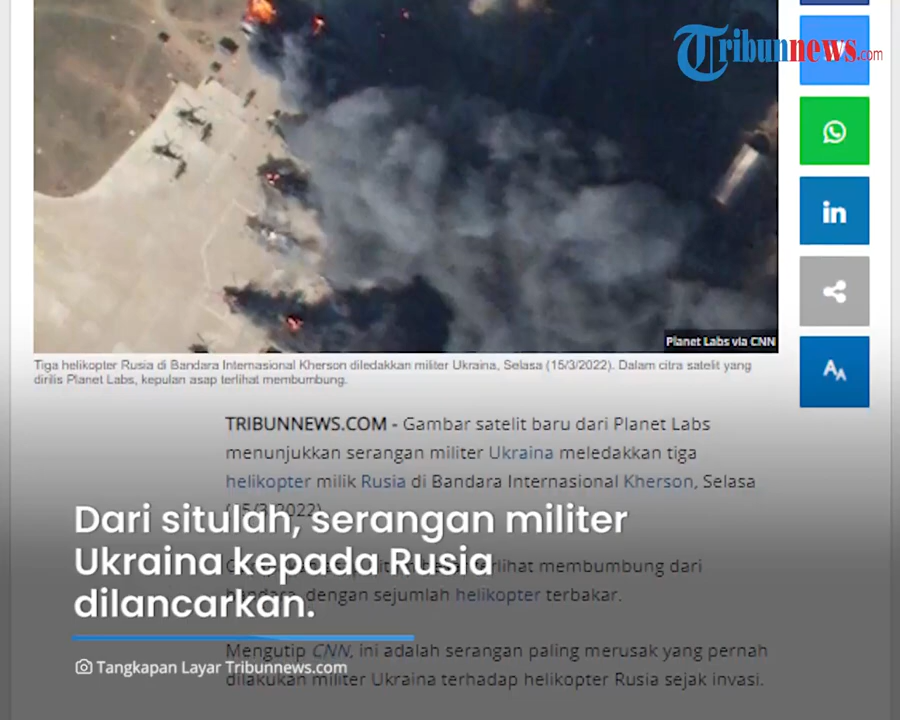 Tribunnews.com
Planet Labs via CNN
Tiga helikopter Rusia di Bandara Internasional Kherson diledakkan militer Ukraina, Selasa (15/3/2022). Dalam citra satelit yang
dirilis Planet Labs, kepulan asap terlihat membumbung.
TRIBUNNEWS.COM - Gambar satelit baru dari Planet Labs
menunjukkan serangan militer Ukraina meledakkan tiga
helikopter milik Rusia di Bandara Internasional Kherson, Selasa
(15/3/2022).
Dari situlah, serangan militer
Ukraina kepada Rusia
dilancarkan.
terlihat membumbung dari
dengan sejumlah helikopter terbakar.
Mengutip CNN, ini adalah serangan paling merusak yang pernah
dilakukan militer Ukraina terhadap helikopter Rusia sejak invasi.
Tangkapan Layar Tribunnews.com
in
AA